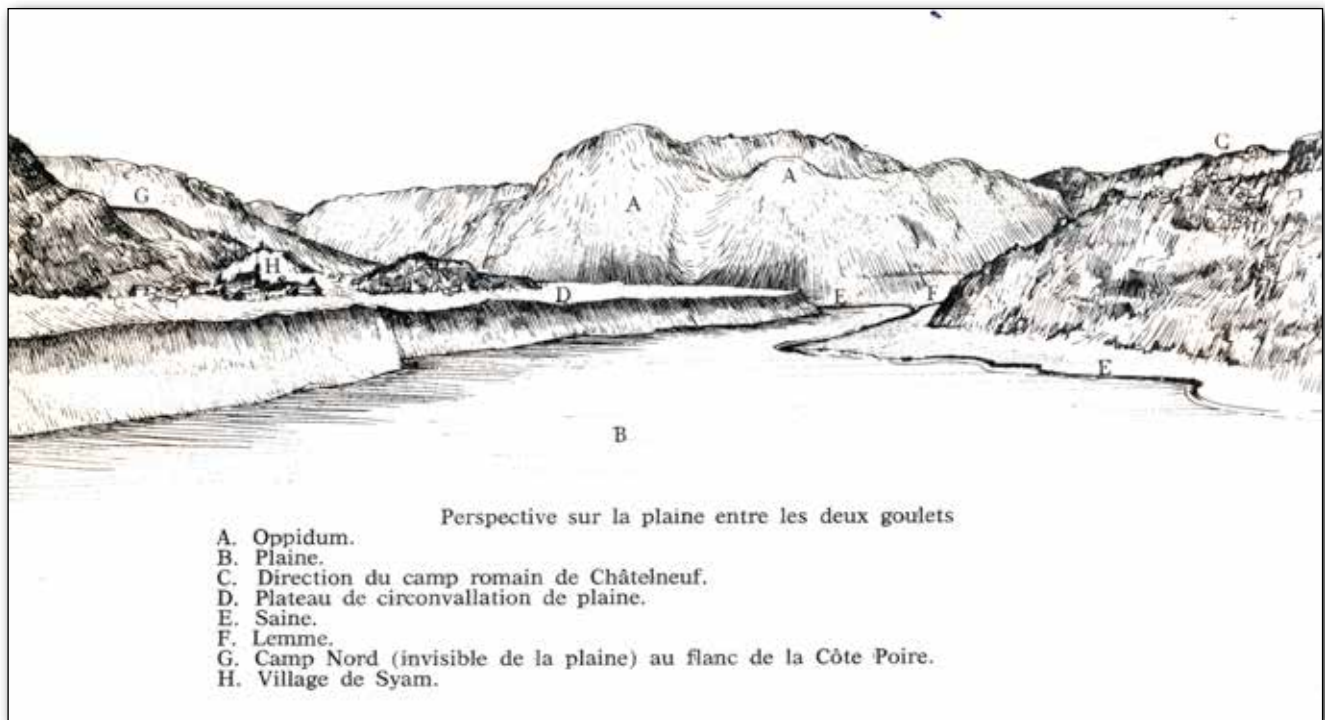 C
G
A
A
H
D
E
F
E
B
Perspective sur la plaine entre les deux goulets
A. Oppidum.
B. Plaine.
C. Direction du camp romain de Châtelneuf.
D. Plateau de circonvallation de plaine.
E. Saine.
F. Lemme.
G. Camp Nord (invisible de la plaine) au flanc de la Côte Poire.
H. Village de Syam.